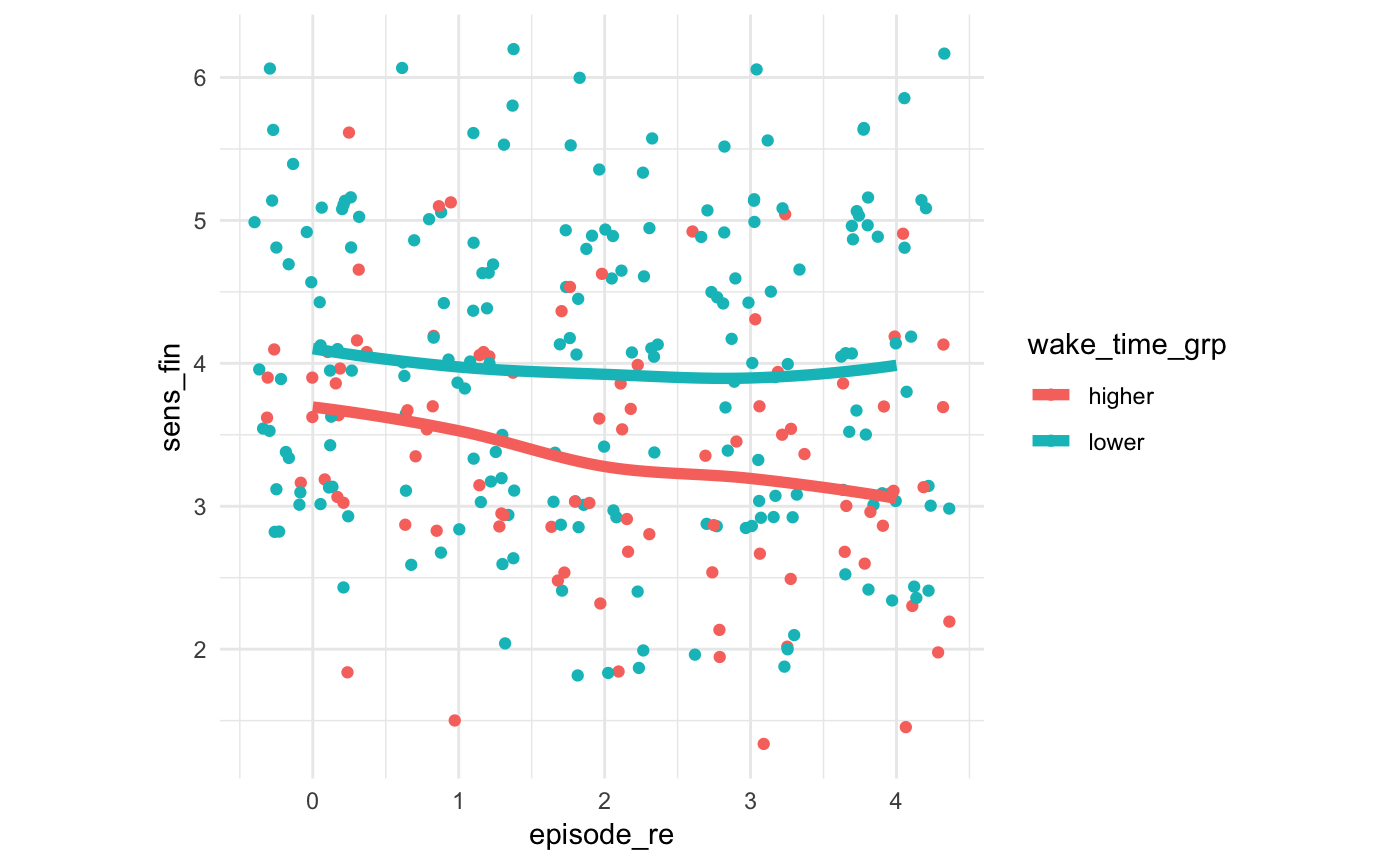 6
5
4
3
2
sens_fin
0 1 2 3 4
episode_re
wake_time_grp
higher
lower